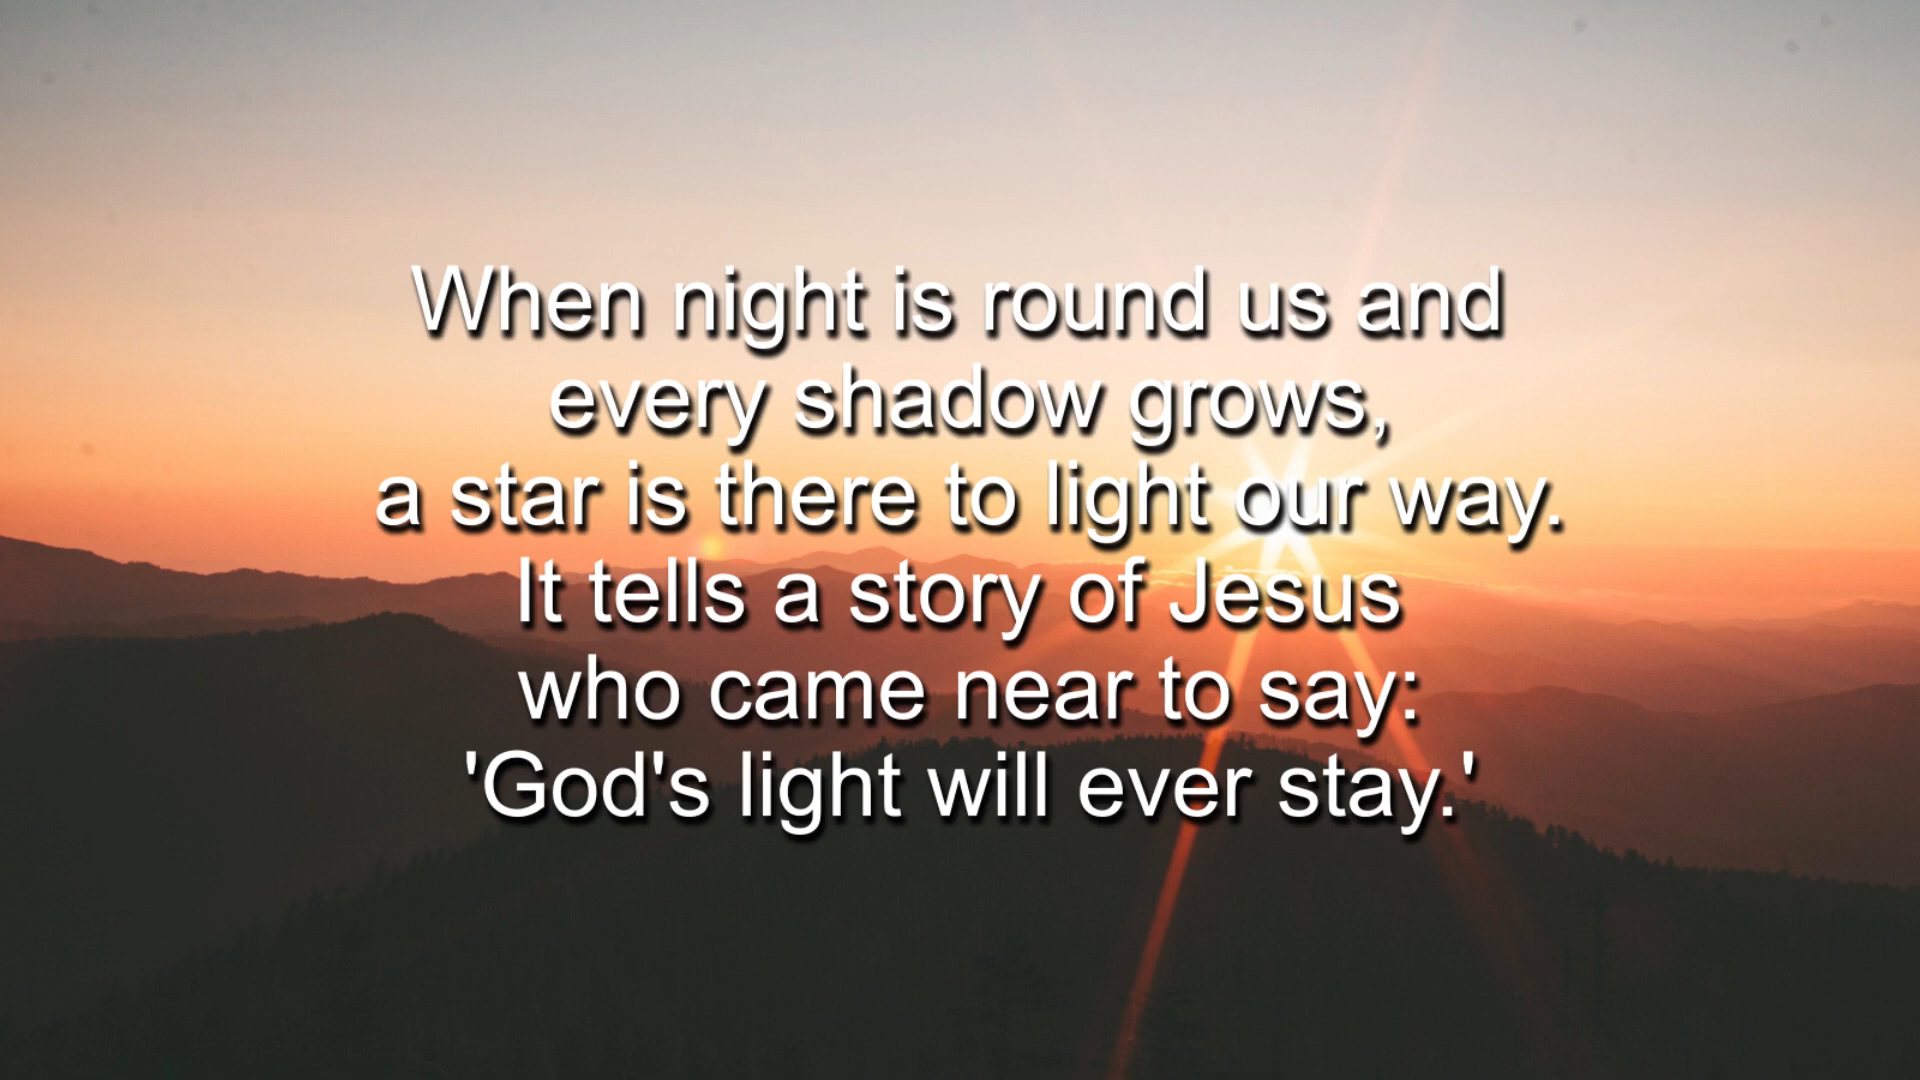 When night is round us and
every shadow grows,
a star is there to light our way.
It tells a story of Jesus
who came near to say:
'God's light will ever stay.'